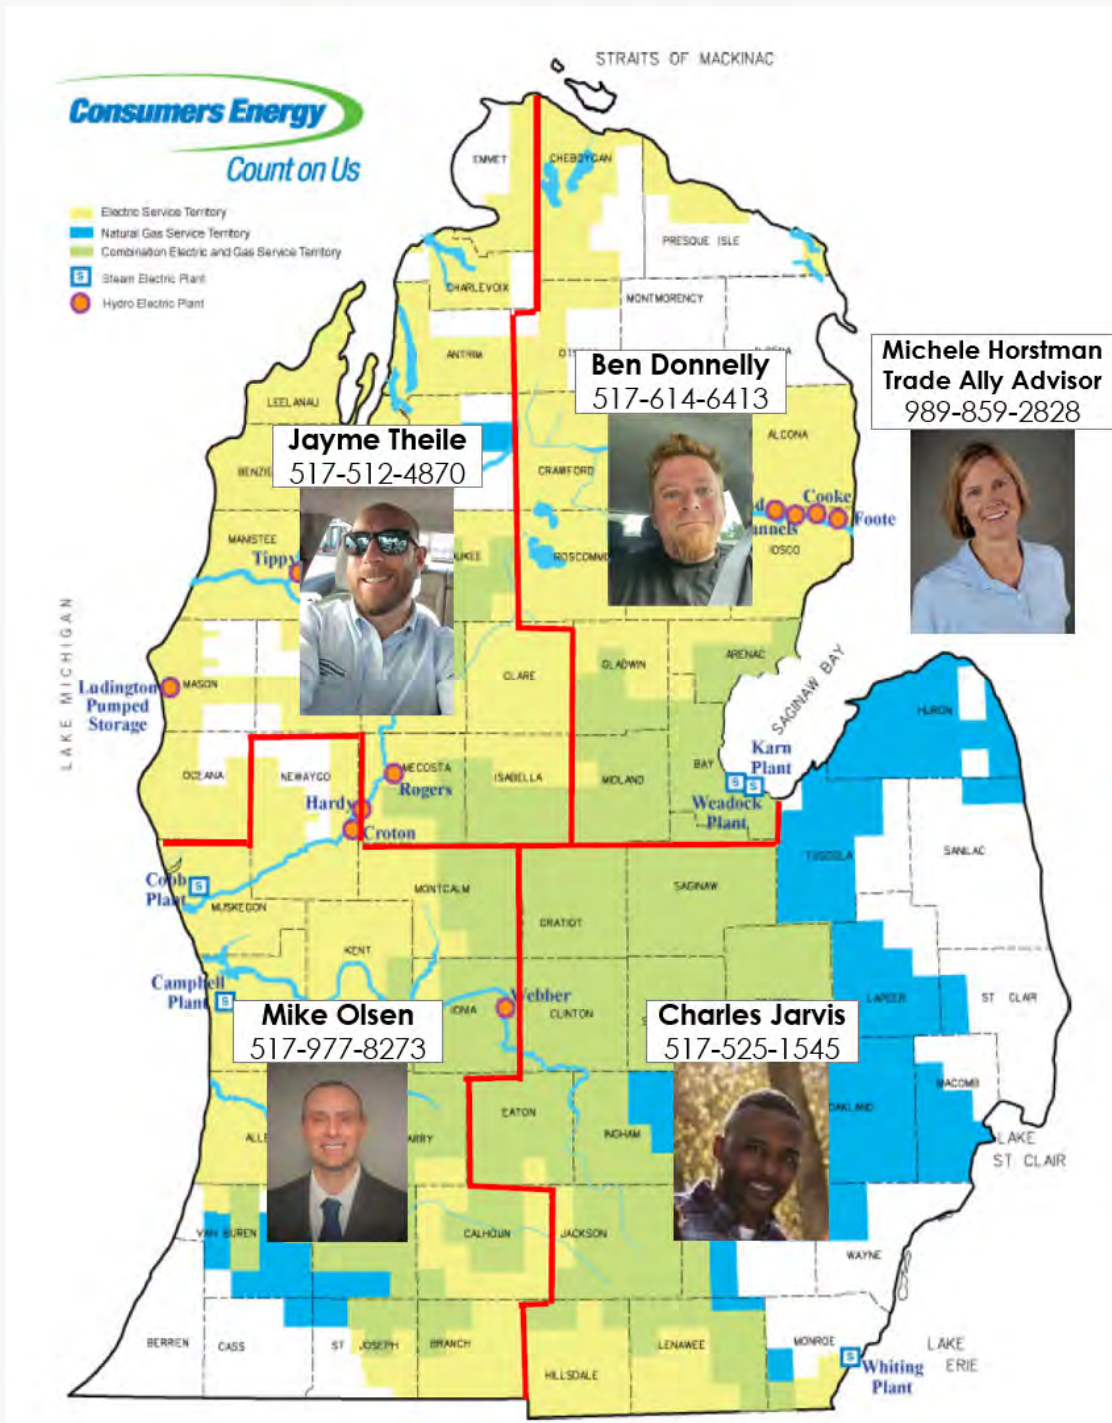 STRAITS OF MACKINAC
Consumers Energy
Count on Us
Electric Service Territory
Natural Gas Service Territory
Combination Electric and Gas Service Territory
S Steam Electric Plant
Hydro Electric Plant
EMMET
CHEBOYGAN
PRESQUE ISLE
CHARLEVOIX
MONTMORENCY
ANTRIM
Ben Donnelly
517-614-6413
Michele Horstman
Trade Ally Advisor
989-859-2828
LEELANAU
Jayme Theile
517-512-4870
ALCONA
CRAWFORD
Cooke
Foote
MANISTEE
Tippy
ROSCOMMO
IOSCO
LAKE MICHIGAN
CLARE
GLADWIN
ARENAC
SAGINAW BAY
Ludington
Pumped
Storage
MASON
HURON
OCEANA
NEWAYGO
MECOSTA
Rogers
ISABELLA
MIDLAND
BAY
Karn
Plant
S S
Weadock
Plant
Hardy
Croton
TUSCOLA
SANILAC
Cobb
Plant
S
MUSKEGON
MONTCALM
SAGINAW
GRATIOT
KENT
Campbell
Plant
S
IONIA
Webber
CLINTON
LAPEER
ST CLAIR
Mike Olsen
517-977-8273
Charles Jarvis
517-525-1545
EATON
INGHAM
OAKLAND
MACOMB
ALLE
ARRY
LAKE
ST CLAIR
VAN BUREN
CALHOUN
JACKSON
WAYNE
BERRIEN
CASS
ST JOSEPH
BRANCH
HILLSDALE
LENAWEE
MONROE
S
Whiting
Plant
LAKE
ERIE